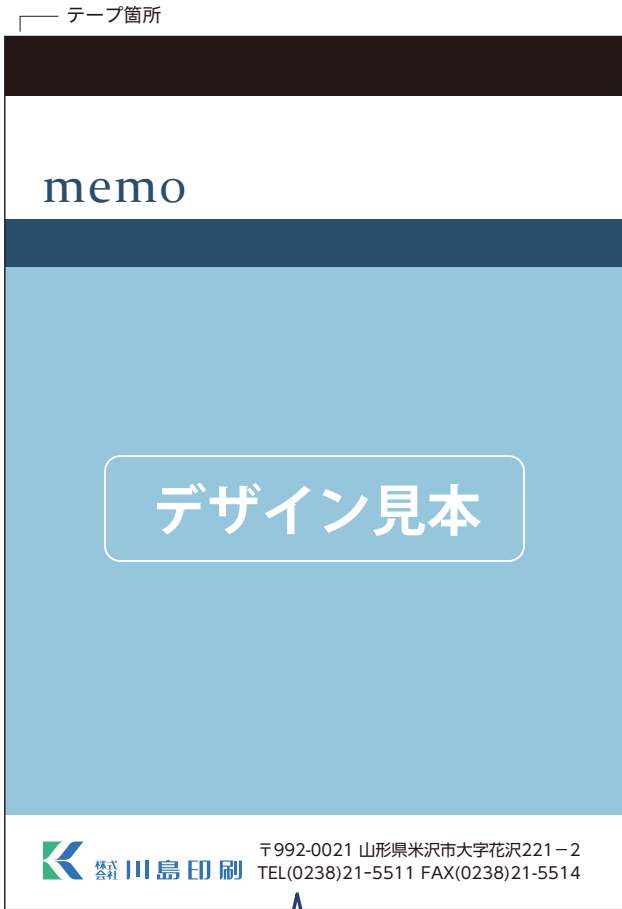 テープ箇所
memo
デザイン見本
株式会社 川島印刷
〒992-0021 山形県米沢市大字花沢221−2
TEL(0238)21-5511 FAX(0238)21-5514